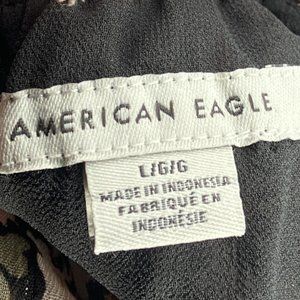 AMERICAN EAGLE
L/G/G
MADE IN INDONESIA
FABRIQUÉ EN
INDONÉSIE